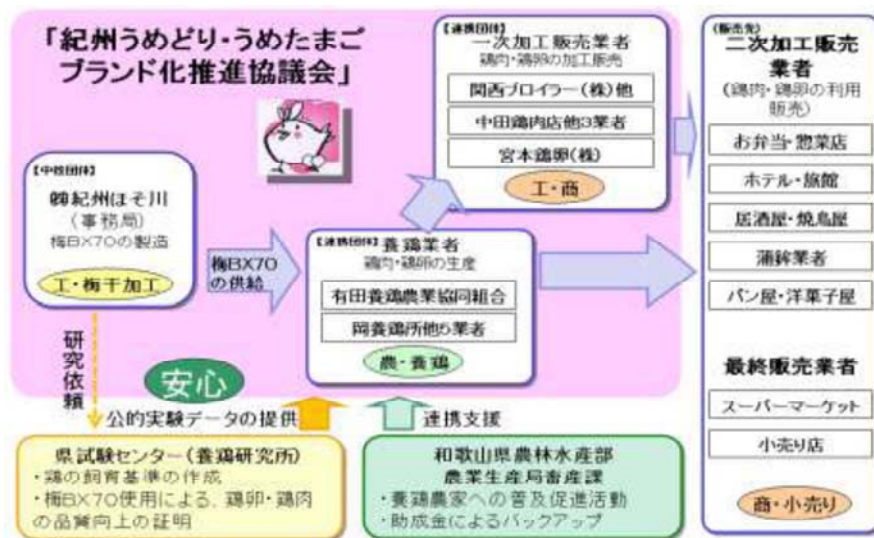 「紀州うめどり・うめたまご
ブランド化推進協議会」
【中核団体】
㈱紀州ほそ川
(事務局)
梅BX70の製造
工・梅干加工
梅BX70
の供給
【連携団体】
養鶏業者
鶏肉・鶏卵の生産
有田養鶏農業協同組合
岡養鶏所他5業者
農・養鶏
【連携団体】
一次加工販売業者
鶏肉・鶏卵の加工販売
関西ブロイラー(株)他
中田鶏肉店他3業者
宮本鶏卵(株)
工・商
(販売先)
二次加工販売
業者
(鶏肉・鶏卵の利用
販売)
お弁当・惣菜店
ホテル・旅館
居酒屋・焼鳥屋
蒲鉾業者
パン屋・洋菓子屋
最終販売業者
スーパーマーケット
小売り店
商・小売り
研究依頼
安心
公的実験データの提供
連携支援
県試験センター(養鶏研究所)
・鶏の飼育基準の作成
・梅BX70使用による、鶏卵・鶏肉
の品質向上の証明
和歌山県農林水産部
農業生産局畜産課
・養鶏農家への普及促進活動
・助成金によるバックアップ